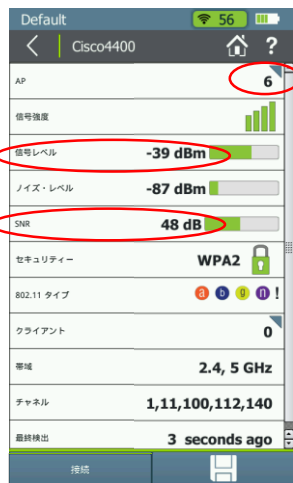 Default 56
Cisco4400 ?
AP 6
信号強度
信号レベル -39 dBm
ノイズ・レベル -87 dBm
SNR 48 dB
セキュリティー WPA2
802.11 タイプ a b g n !
クライアント 0
帯域 2.4, 5 GHz
チャネル 1,11,100,112,140
最終検出 3 seconds ago
接続